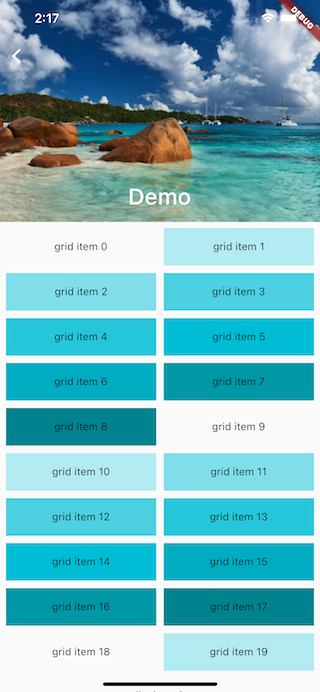 2:17
DEBUG
Demo
grid item 0
grid item 1
grid item 2
grid item 3
grid item 4
grid item 5
grid item 6
grid item 7
grid item 8
grid item 9
grid item 10
grid item 11
grid item 12
grid item 13
grid item 14
grid item 15
grid item 16
grid item 17
grid item 18
grid item 19